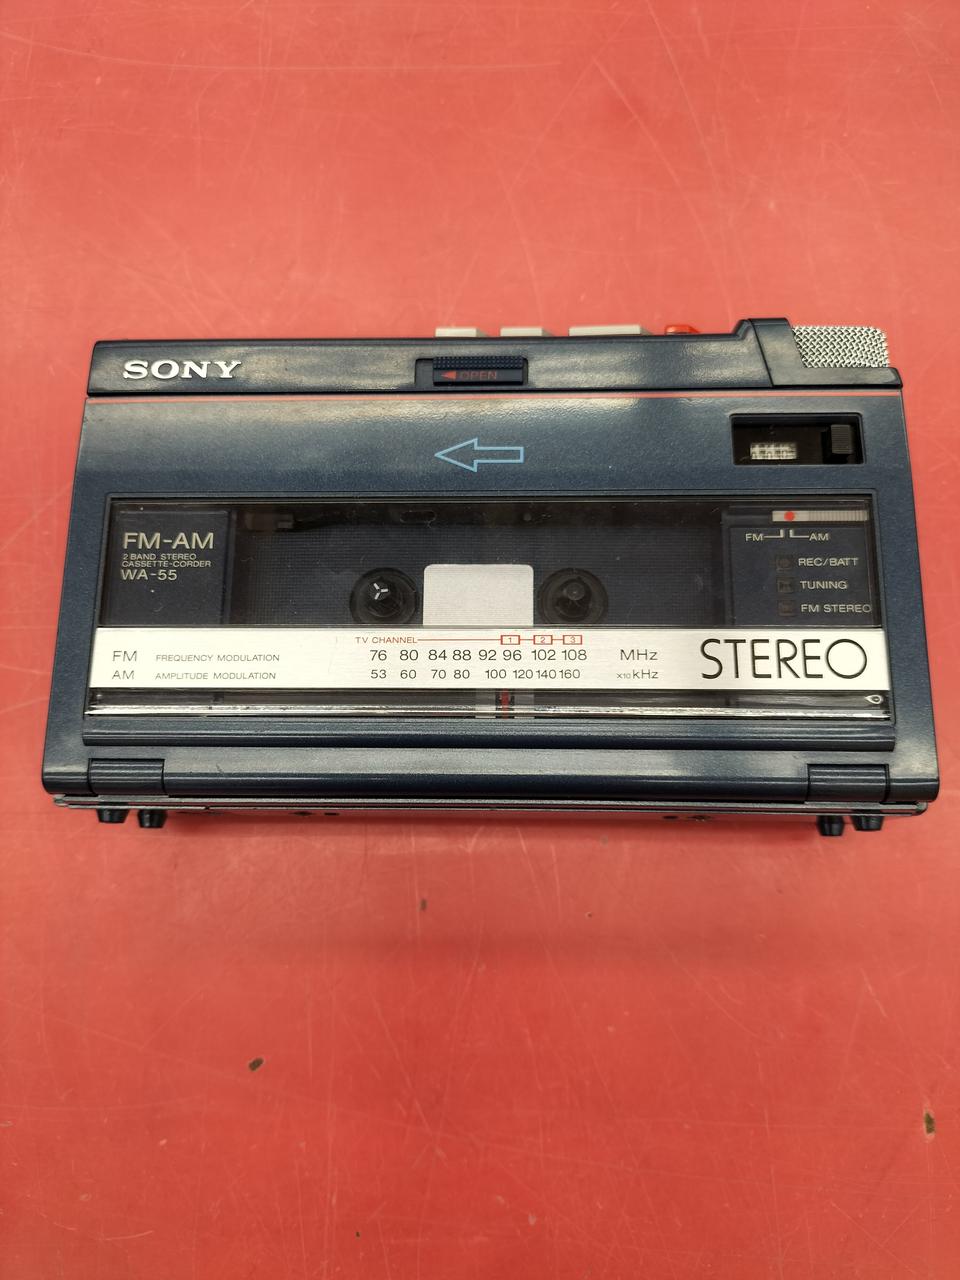 SONY
OPEN
FM-AM
2 BAND STEREO
CASSETTE-CORDER
WA-55
FM AM
REC/BATT
TUNING
FM STEREO
TV CHANNEL 1 2 3
FM FREQUENCY MODULATION 76 80 84 88 92 96 102 108 MHz
AM AMPLITUDE MODULATION 53 60 70 80 100 120 140 160 x10 kHz
STEREO